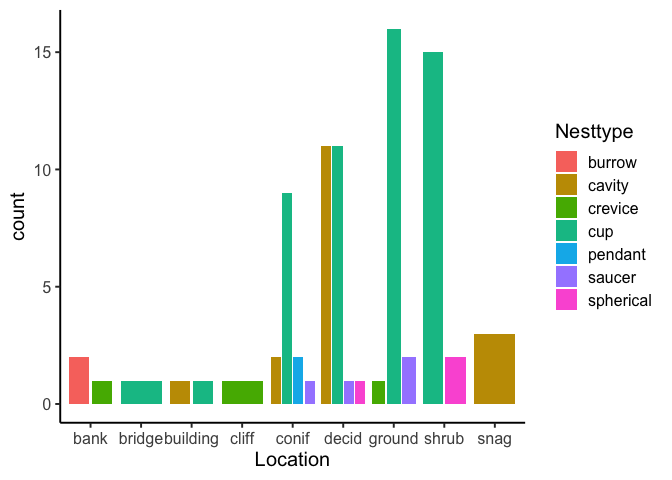 15
10
5
0
count
bank bridge building cliff conif decid ground shrub snag
Location
Nesttype
burrow
cavity
crevice
cup
pendant
saucer
spherical